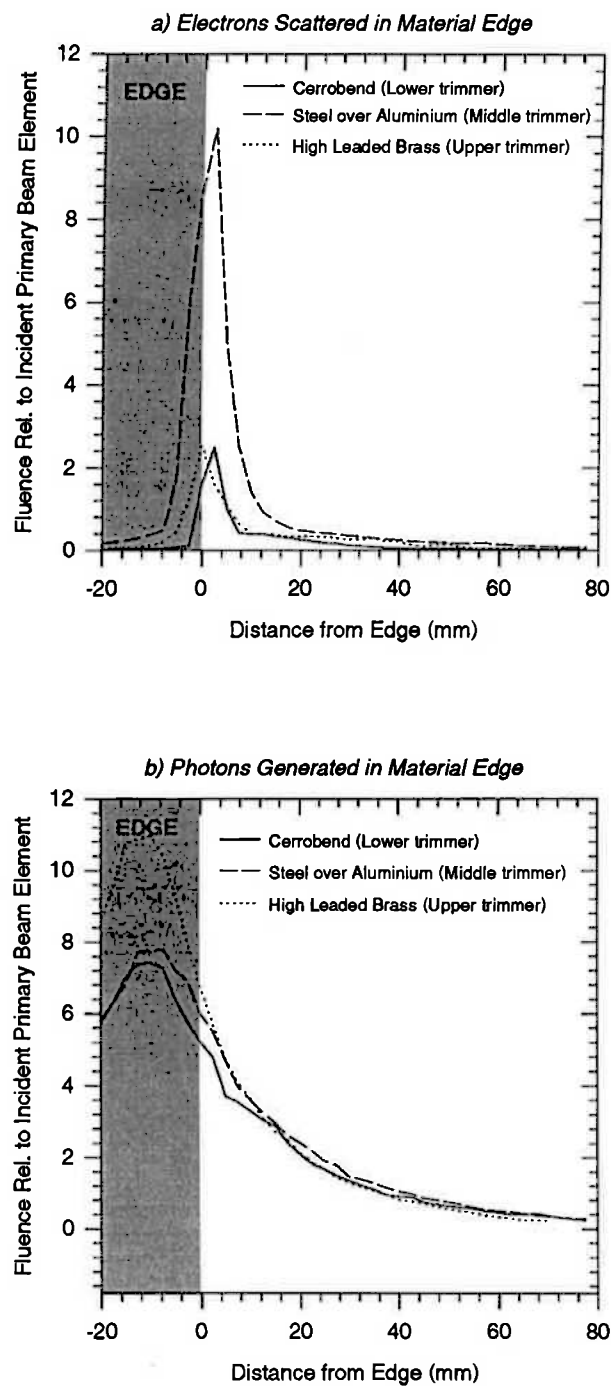 a) Electrons Scattered in Material Edge
12
10
8
6
4
2
0
EDGE
Cerrobend (Lower trimmer)
Steel over Aluminium (Middle trimmer)
High Leaded Brass (Upper trimmer)
Fluence Rel. to Incident Primary Beam Element
-20 0 20 40 60 80
Distance from Edge (mm)
b) Photons Generated in Material Edge
12
10
8
6
4
2
0
EDGE
Cerrobend (Lower trimmer)
Steel over Aluminium (Middle trimmer)
High Leaded Brass (Upper trimmer)
Fluence Rel. to Incident Primary Beam Element
-20 0 20 40 60 80
Distance from Edge (mm)